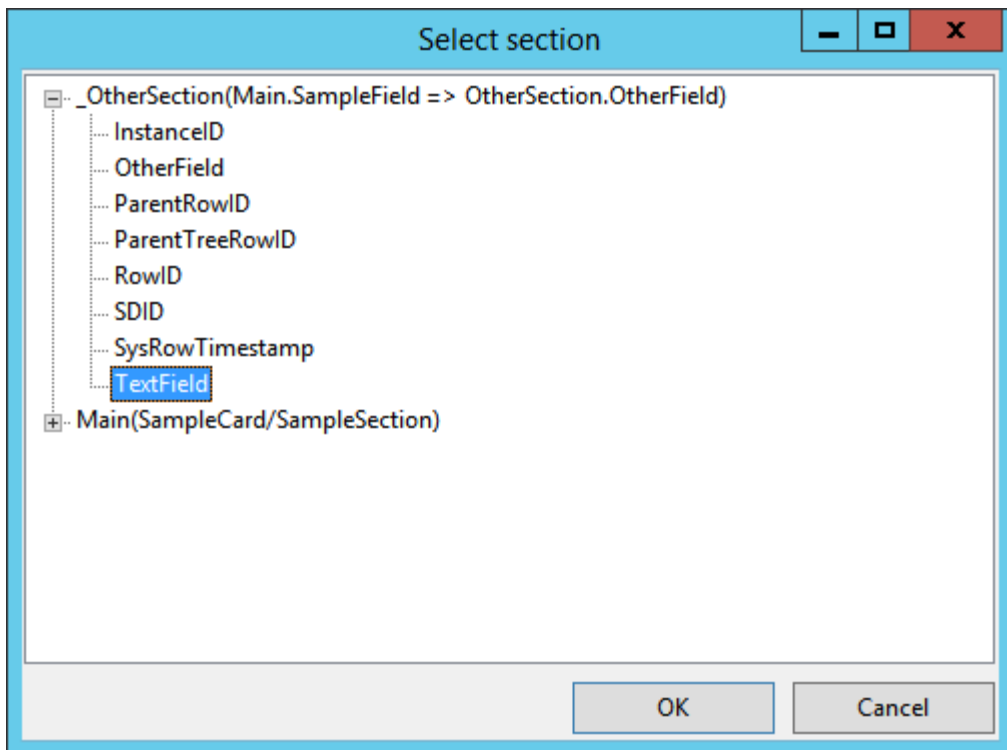 Select section
_OtherSection(Main.SampleField => OtherSection.OtherField)
InstanceID
OtherField
ParentRowID
ParentTreeRowID
RowID
SDID
SysRowTimestamp
TextField
Main(SampleCard/SampleSection)
OK
Cancel